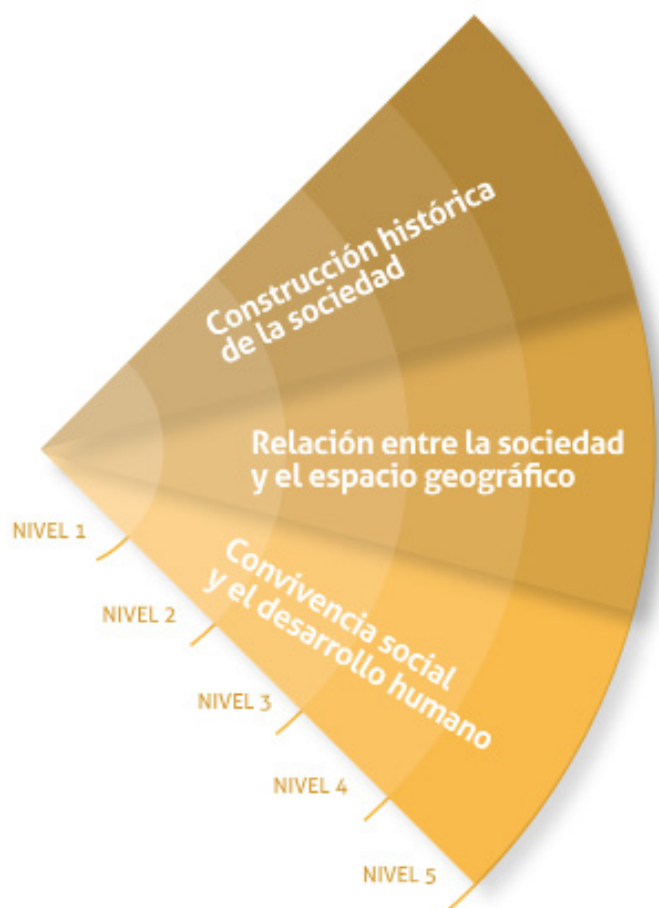 Construcción histórica
de la sociedad
Relación entre la sociedad
y el espacio geográfico
Convivencia social
y el desarrollo humano
NIVEL 1
NIVEL 2
NIVEL 3
NIVEL 4
NIVEL 5